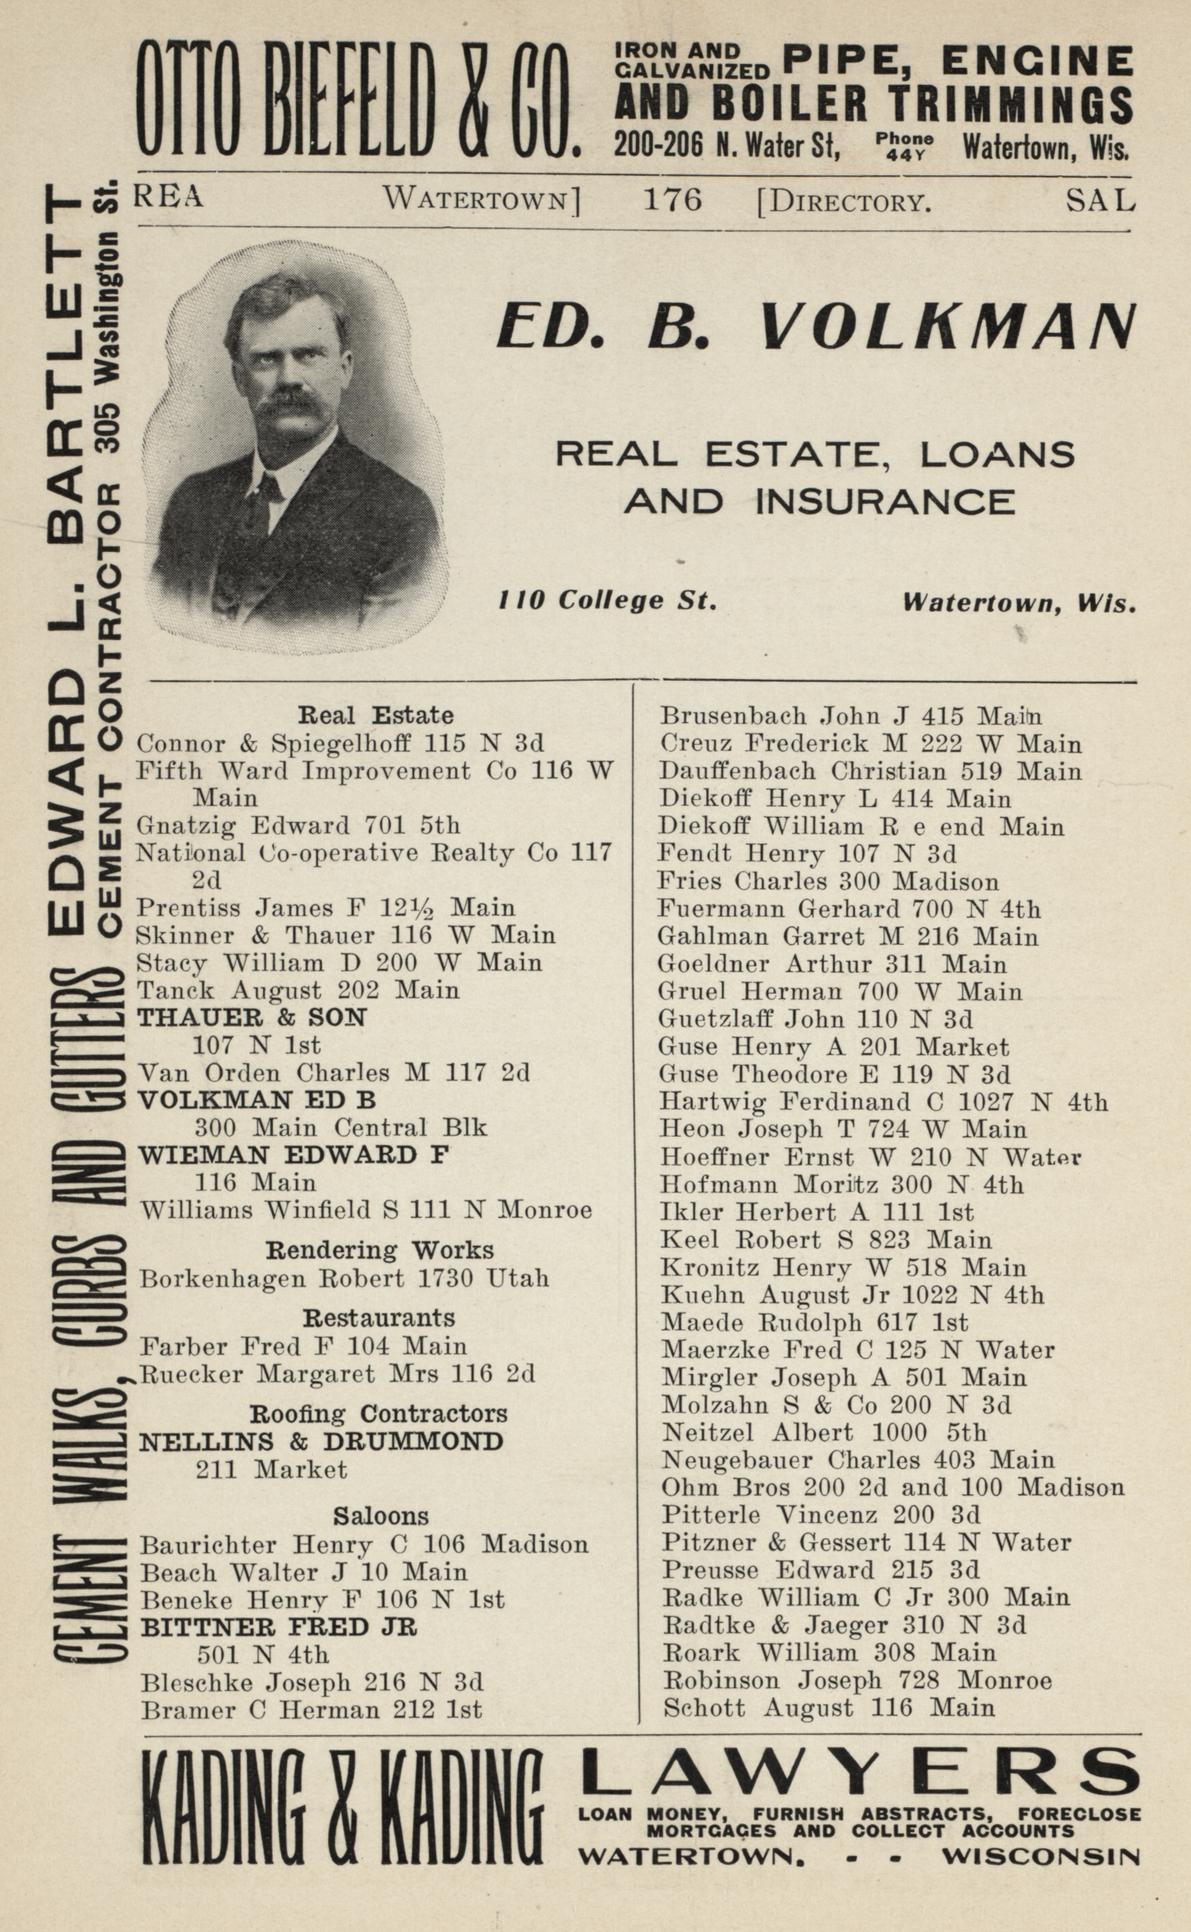 OTTO BIEFELD & CO.
IRON AND GALVANIZED PIPE, ENGINE
AND BOILER TRIMMINGS
200-206 N. Water St, Phone 44Y Watertown, Wis.
REA WATERTOWN] 176 [DIRECTORY. SAL
CEMENT WALKS, CURBS AND GUTTERS
EDWARD L. BARTLETT
CEMENT CONTRACTOR 305 Washington St.
ED. B. VOLKMAN
REAL ESTATE, LOANS
AND INSURANCE
110 College St. Watertown, Wis.
Real Estate
Connor & Spiegelhoff 115 N 3d
Fifth Ward Improvement Co 116 W
Main
Gnatzig Edward 701 5th
National Co-operative Realty Co 117
2d
Prentiss James F 12½ Main
Skinner & Thauer 116 W Main
Stacy William D 200 W Main
Tanck August 202 Main
THAUER & SON
107 N 1st
Van Orden Charles M 117 2d
VOLKMAN ED B
300 Main Central Blk
WIEMAN EDWARD F
116 Main
Williams Winfield S 111 N Monroe
Rendering Works
Borkenhagen Robert 1730 Utah
Restaurants
Farber Fred F 104 Main
Ruecker Margaret Mrs 116 2d
Roofing Contractors
NELLINS & DRUMMOND
211 Market
Saloons
Baurichter Henry C 106 Madison
Beach Walter J 10 Main
Beneke Henry F 106 N 1st
BITTNER FRED JR
501 N 4th
Bleschke Joseph 216 N 3d
Bramer C Herman 212 1st
Brusenbach John J 415 Main
Creuz Frederick M 222 W Main
Dauffenbach Christian 519 Main
Diekoff Henry L 414 Main
Diekoff William R e end Main
Fendt Henry 107 N 3d
Fries Charles 300 Madison
Fuermann Gerhard 700 N 4th
Gahlman Garret M 216 Main
Goeldner Arthur 311 Main
Gruel Herman 700 W Main
Guetzlaff John 110 N 3d
Guse Henry A 201 Market
Guse Theodore E 119 N 3d
Hartwig Ferdinand C 1027 N 4th
Heon Joseph T 724 W Main
Hoeffner Ernst W 210 N Water
Hofmann Moritz 300 N 4th
Ikler Herbert A 111 1st
Keel Robert S 823 Main
Kronitz Henry W 518 Main
Kuehn August Jr 1022 N 4th
Maede Rudolph 617 1st
Maerzke Fred C 125 N Water
Mirgler Joseph A 501 Main
Molzahn S & Co 200 N 3d
Neitzel Albert 1000 5th
Neugebauer Charles 403 Main
Ohm Bros 200 2d and 100 Madison
Pitterle Vincenz 200 3d
Pitzner & Gessert 114 N Water
Preusse Edward 215 3d
Radke William C Jr 300 Main
Radtke & Jaeger 310 N 3d
Roark William 308 Main
Robinson Joseph 728 Monroe
Schott August 116 Main
KADING & KADING
LAWYERS
LOAN MONEY, FURNISH ABSTRACTS, FORECLOSE
MORTGAGES AND COLLECT ACCOUNTS
WATERTOWN. - - WISCONSIN